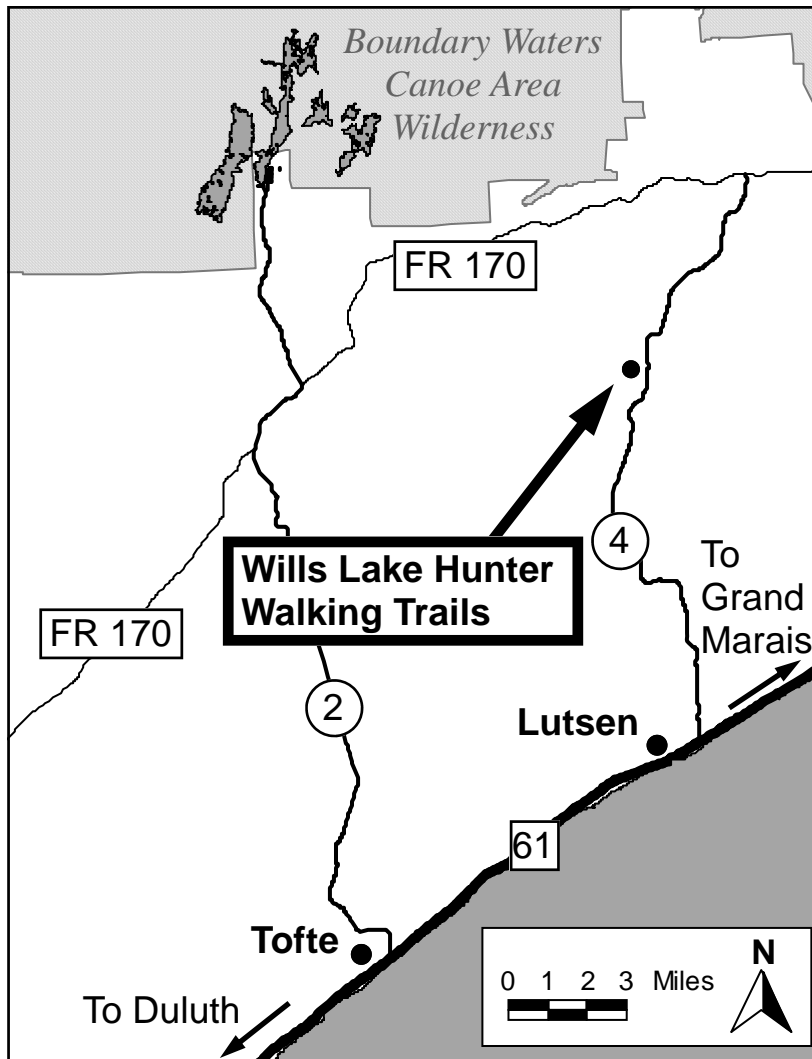 Boundary Waters
Canoe Area
Wilderness
FR 170
4
Wills Lake Hunter
Walking Trails
To
Grand
Marais
FR 170
2
Lutsen
61
Tofte
To Duluth
0 1 2 3 Miles
N